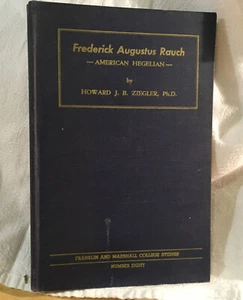 Frederick Augustus Rauch
— AMERICAN HEGELIAN —
by
HOWARD J. B. ZIEGLER, Ph.D.
FRANKLIN AND MARSHALL COLLEGE STUDIES
NUMBER EIGHT